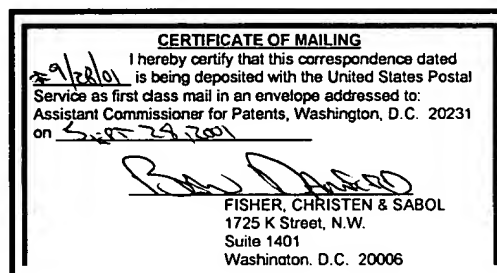 CERTIFICATE OF MAILING
I hereby certify that this correspondence dated
9/28/01 is being deposited with the United States Postal
Service as first class mail in an envelope addressed to:
Assistant Commissioner for Patents, Washington, D.C. 20231
on Sept 28, 2001
FISHER, CHRISTEN & SABOL
1725 K Street, N.W.
Suite 1401
Washington, D.C. 20006